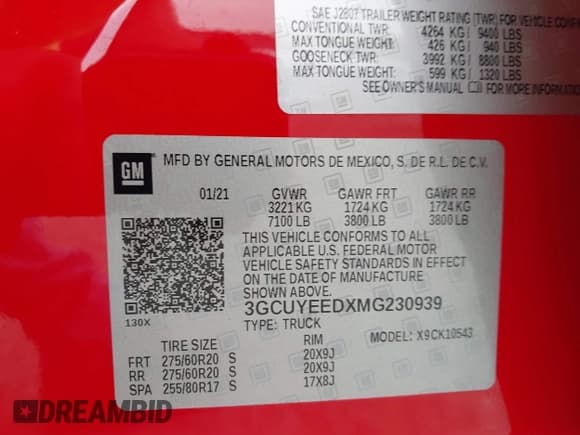 SAE J2807 TRAILER WEIGHT RATING (TWR) FOR VEHICLE
CONVENTIONAL TWR: 4264 KG / 9400 LBS
MAX TONGUE WEIGHT: 426 KG / 940 LBS
GOOSENECK TWR: 3992 KG / 8800 LBS
MAX TONGUE WEIGHT: 599 KG / 1320 LBS
SEE OWNER'S MANUAL FOR MORE INFORMATION
GM MFD BY GENERAL MOTORS DE MEXICO, S. DE R.L. DE C.V.
01/21 GVWR GAWR FRT GAWR RR
3221 KG 1724 KG 1724 KG
7100 LB 3800 LB 3800 LB
THIS VEHICLE CONFORMS TO ALL
APPLICABLE U.S. FEDERAL MOTOR
VEHICLE SAFETY STANDARDS IN EFFECT
ON THE DATE OF MANUFACTURE
SHOWN ABOVE.
130X 3GCUYEEDXMG230939
TYPE: TRUCK
TIRE SIZE RIM MODEL: X9CK10543
FRT 275/60R20 S 20X9J
RR 275/60R20 S 20X9J
SPA 255/80R17 S 17X8J
DREAMBID